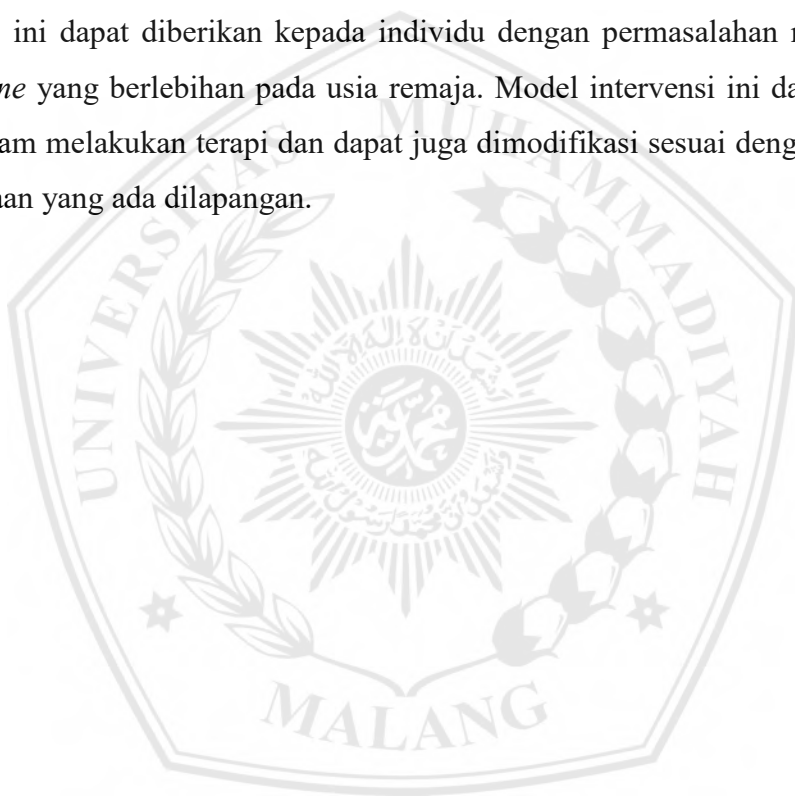 ini dapat diberikan kepada individu dengan permasalahan
ne yang berlebihan pada usia remaja. Model intervensi ini da
am melakukan terapi dan dapat juga dimodifikasi sesuai deng
aan yang ada dilapangan.
UNIVERSITAS MUHAMMADIYAH
MALANG